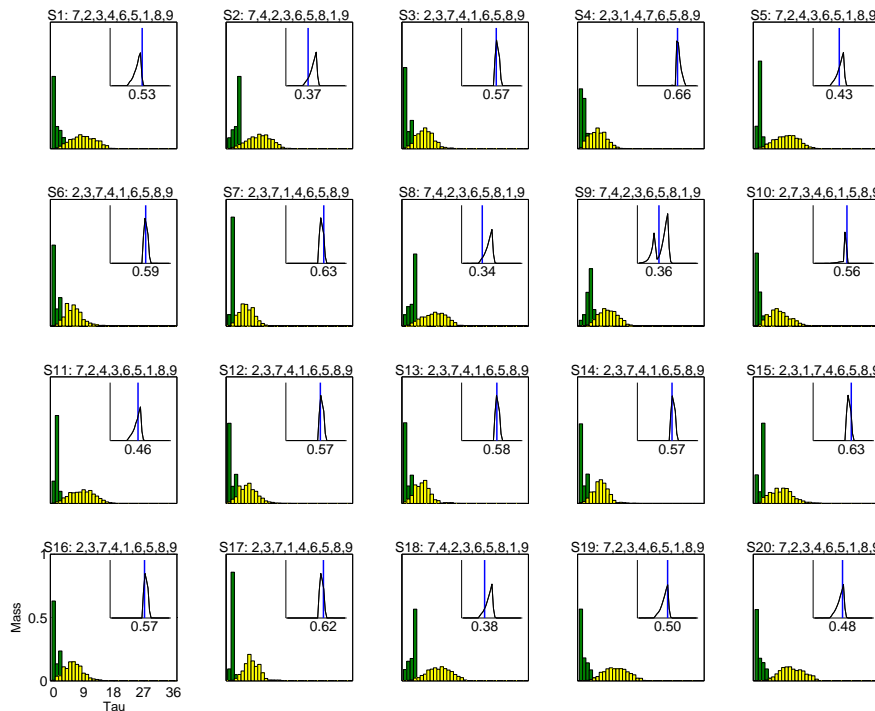 S1: 7,2,3,4,6,5,1,8,9
S2: 7,4,2,3,6,5,8,1,9
S3: 2,3,7,4,1,6,5,8,9
S4: 2,3,1,4,7,6,5,8,9
S5: 7,2,4,3,6,5,1,8,9
0.53
0.37
0.57
0.66
0.43
S6: 2,3,7,4,1,6,5,8,9
S7: 2,3,7,1,4,6,5,8,9
S8: 7,4,2,3,6,5,8,1,9
S9: 7,4,2,3,6,5,8,1,9
S10: 2,7,3,4,6,1,5,8,9
0.59
0.63
0.34
0.36
0.56
S11: 7,2,4,3,6,5,1,8,9
S12: 2,3,7,4,1,6,5,8,9
S13: 2,3,7,4,1,6,5,8,9
S14: 2,3,7,4,1,6,5,8,9
S15: 2,3,1,7,4,6,5,8,9
0.46
0.57
0.58
0.57
0.63
S16: 2,3,7,4,1,6,5,8,9
S17: 2,3,7,1,4,6,5,8,9
S18: 7,4,2,3,6,5,8,1,9
S19: 7,2,3,4,6,5,1,8,9
S20: 7,2,3,4,6,5,1,8,9
1
0.57
0.62
0.38
0.50
0.48
0.5
Mass
0
0 9 18 27 36
Tau